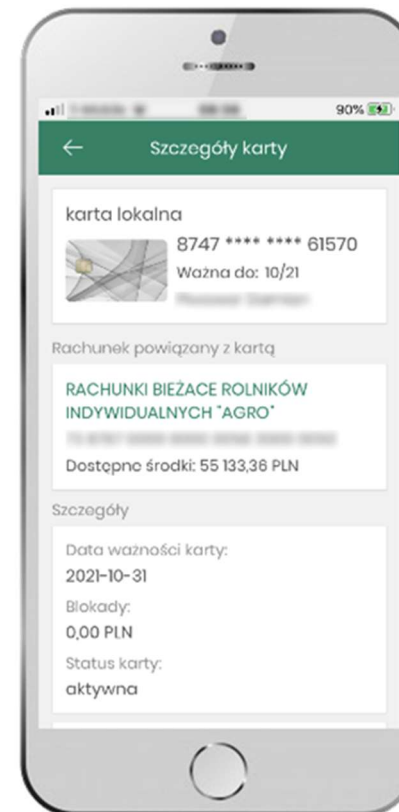 90%
Szczegóły karty
karta lokalna
8747 **** **** 61570
Ważna do: 10/21
Rachunek powiązany z kartą
RACHUNKI BIEŻACE ROLNIKÓW
INDYWIDUALNYCH "AGRO"
Dostępne środki: 55 133,36 PLN
Szczegóły
Data ważności karty:
2021-10-31
Blokady:
0,00 PLN
Status karty:
aktywna